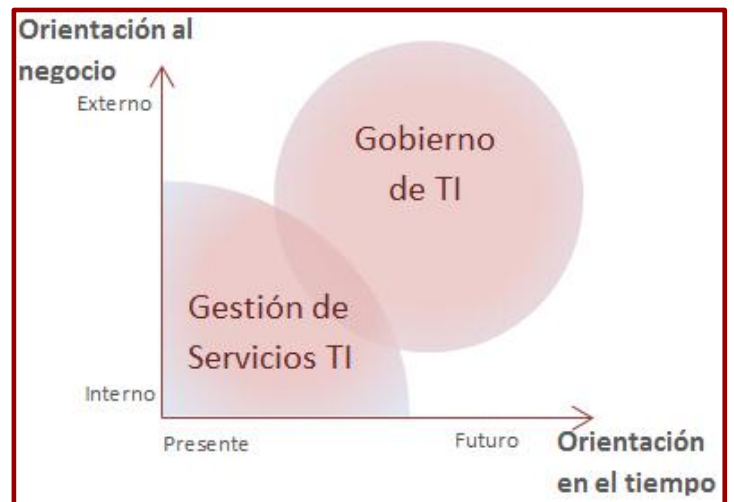 Orientación al
negocio
Externo
Gobierno
de TI
Gestión de
Servicios TI
Interno
Presente
Futuro
Orientación
en el tiempo